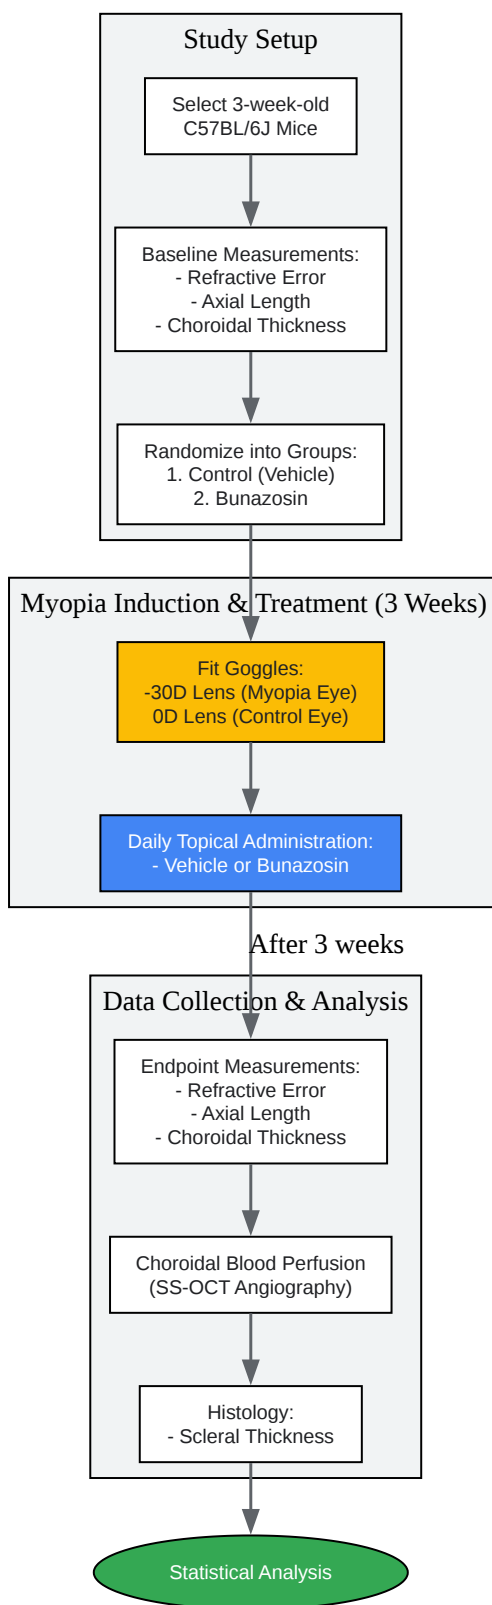 Study Setup
Select 3-week-old
C57BL/6J Mice
Baseline Measurements:
- Refractive Error
- Axial Length
- Choroidal Thickness
Randomize into Groups:
1. Control (Vehicle)
2. Bunazosin
Myopia Induction & Treatment (3 Weeks)
Fit Goggles:
-30D Lens (Myopia Eye)
0D Lens (Control Eye)
Daily Topical Administration:
- Vehicle or Bunazosin
After 3 weeks
Data Collection & Analysis
Endpoint Measurements:
- Refractive Error
- Axial Length
- Choroidal Thickness
Choroidal Blood Perfusion
(SS-OCT Angiography)
Histology:
- Scleral Thickness
Statistical Analysis